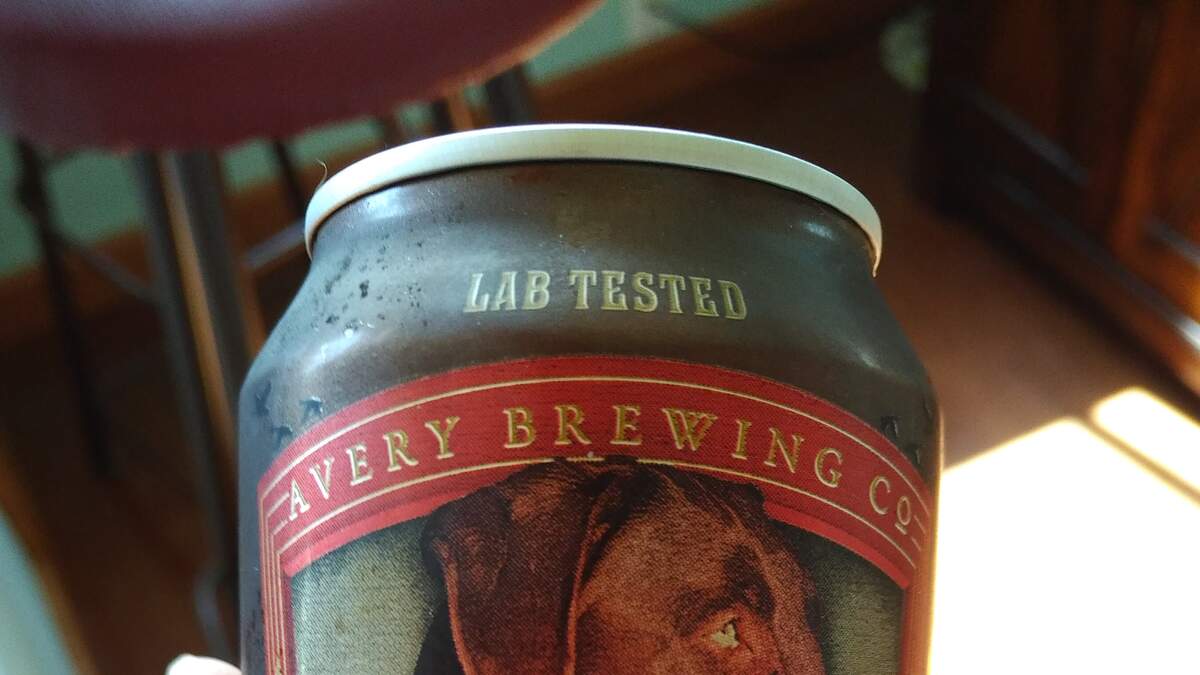 LAB TESTED
AVERY BREWING CO